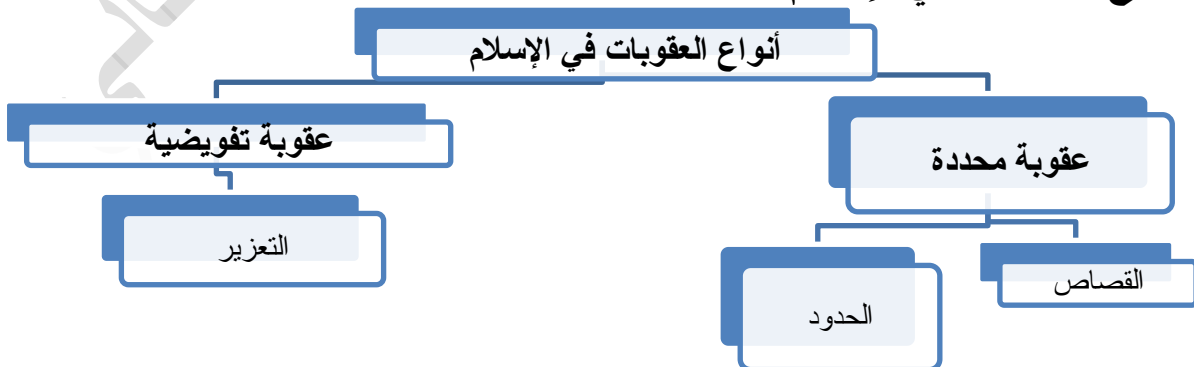 أنواع العقوبات في الإسلام
عقوبة محددة
عقوبة تفويضية
القصاص
الحدود
التعزير